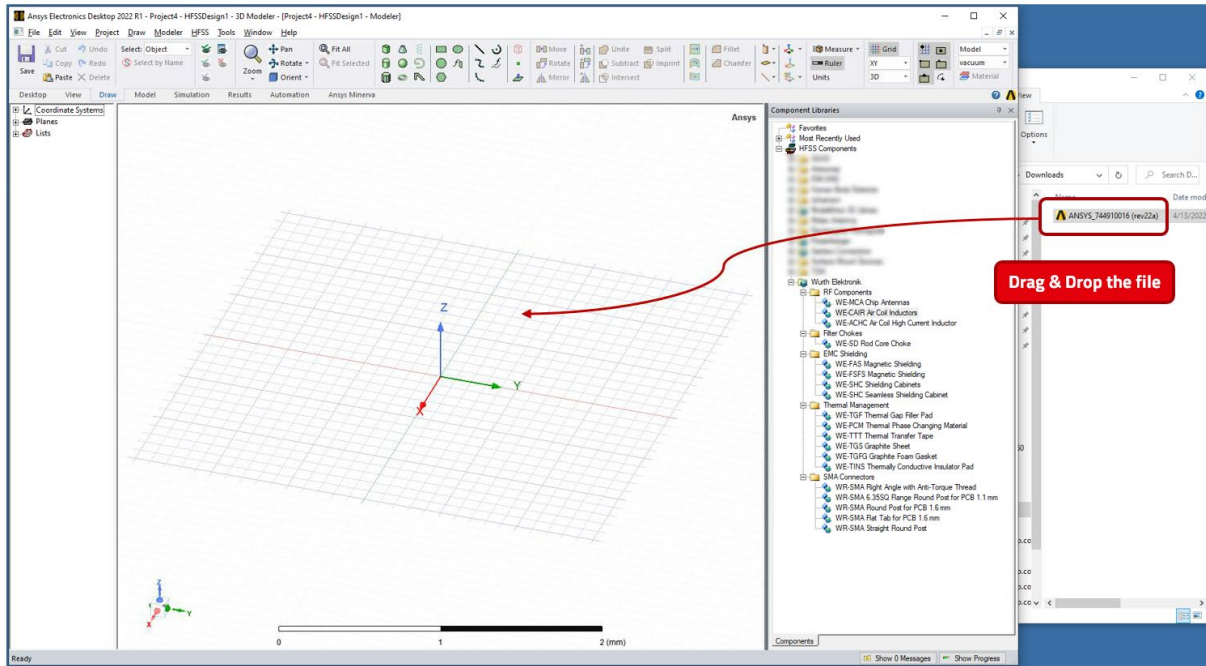 Ansys Electronics Desktop 2022 R1 - Project4 - HFSSDesign1 - 3D Modeler - [Project4 - HFSSDesign1 - Modeler]
File Edit View Project Draw Modeler HFSS Tools Window Help
Save
Cut
Copy
Paste
Undo
Redo
Delete
Select: Object
Select by Name
Zoom
Pan
Rotate
Orient
Fit All
Fit Selected
Move
Rotate
Mirror
Unite
Subtract
Intersect
Split
Imprint
Fillet
Chamfer
Measure
Ruler
Units
Grid
XY
3D
Model
vacuum
Material
Desktop View Draw Model Simulation Results Automation Ansys Minerva
Coordinate Systems
Planes
Lists
Ansys
Z
Y
X
Z
Y
X
0 1 2 (mm)
Component Libraries
Favorites
Most Recently Used
HFSS Components
Wurth Elektronik
RF Components
WE-MCA Chip Antennas
WE-CAIR Air Coil Inductors
WE-ACHC Air Coil High Current Inductor
Filter Chokes
WE-SD Rod Core Choke
EMC Shielding
WE-FAS Magnetic Shielding
WE-FSFS Magnetic Shielding
WE-SHC Shielding Cabinets
WE-SHC Seamless Shielding Cabinet
Thermal Management
WE-TGF Thermal Gap Filler Pad
WE-PCM Thermal Phase Changing Material
WE-TTT Thermal Transfer Tape
WE-TGS Graphite Sheet
WE-TGFG Graphite Foam Gasket
WE-TINS Thermally Conductive Insulator Pad
SMA Connectors
WR-SMA Right Angle with Anti-Torque Thread
WR-SMA 6.35SQ Flange Round Post for PCB 1.1 mm
WR-SMA Round Post for PCB 1.6 mm
WR-SMA Flat Tab for PCB 1.6 mm
WR-SMA Straight Round Post
Components
Ready
Show 0 Messages
Show Progress
Options
Downloads
Search D...
Name
Date mod
ANSYS_744910016 (rev22a)
4/13/2022
Drag & Drop the file